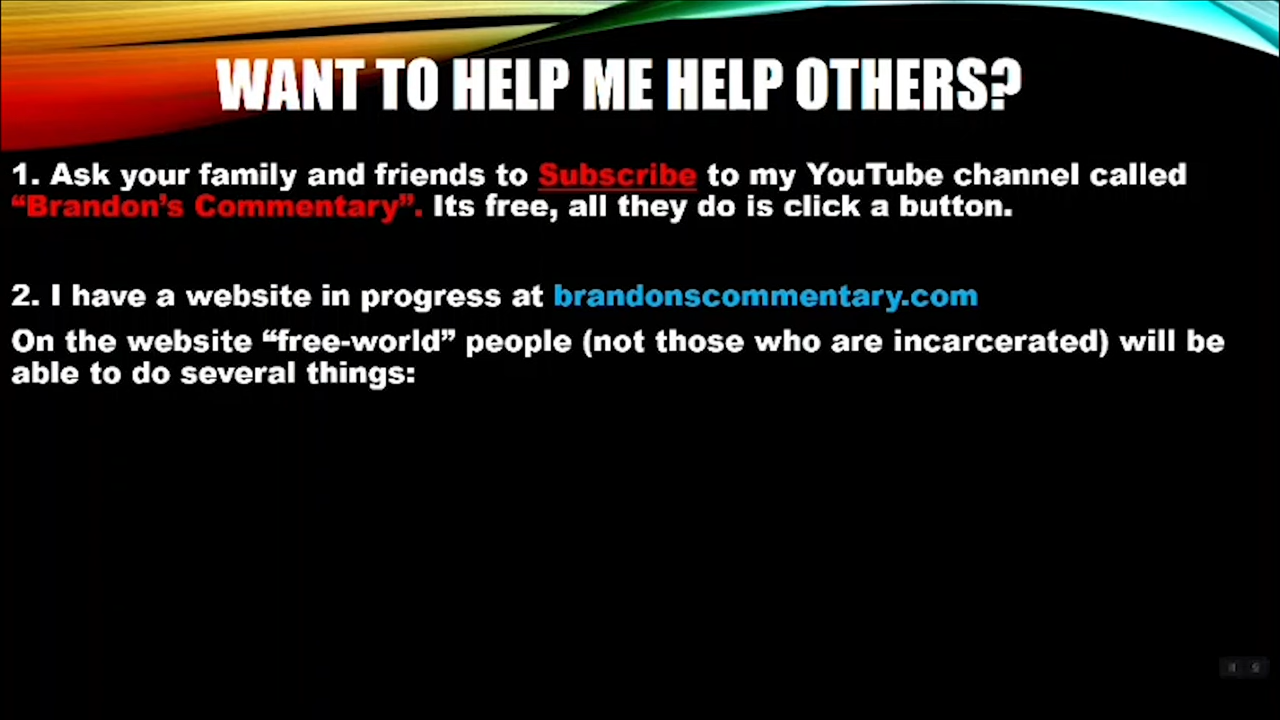 WANT TO HELP ME HELP OTHERS?
1. Ask your family and friends to Subscribe to my YouTube channel called
“Brandon’s Commentary”. Its free, all they do is click a button.
2. I have a website in progress at brandonscommentary.com
On the website “free-world” people (not those who are incarcerated) will be
able to do several things: